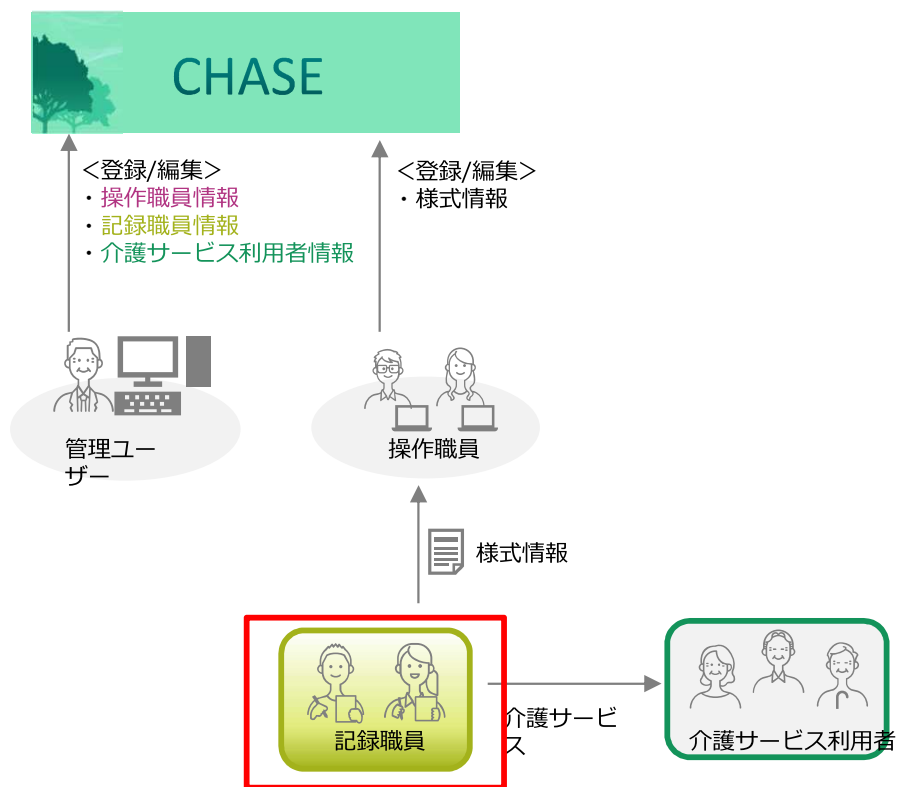 CHASE
＜登録/編集＞
・操作職員情報
・記録職員情報
・介護サービス利用者情報
＜登録/編集＞
・様式情報
管理ユー
ザー
操作職員
様式情報
記録職員
介護サービ
ス
介護サービス利用者